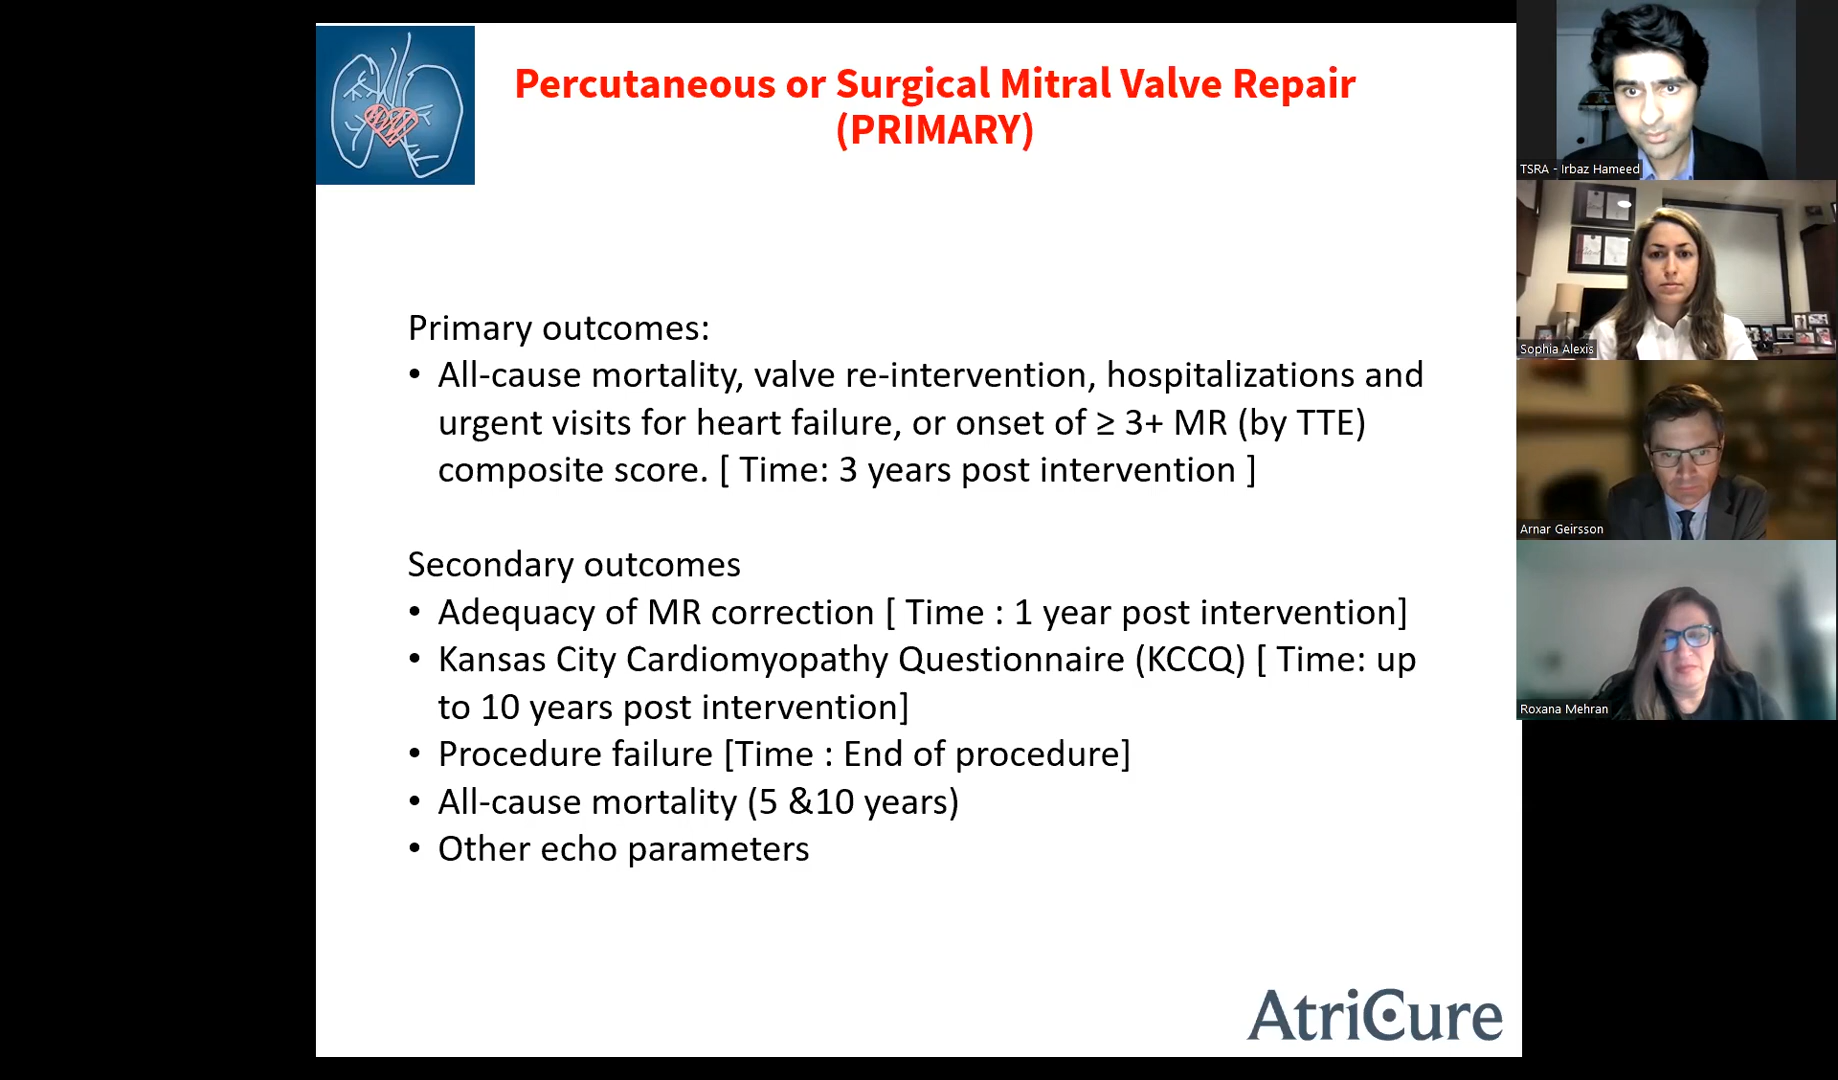 Percutaneous or Surgical Mitral Valve Repair
(PRIMARY)
Primary outcomes:
• All-cause mortality, valve re-intervention, hospitalizations and
urgent visits for heart failure, or onset of ≥ 3+ MR (by TTE)
composite score. [ Time: 3 years post intervention ]
Secondary outcomes
• Adequacy of MR correction [ Time : 1 year post intervention]
• Kansas City Cardiomyopathy Questionnaire (KCCQ) [ Time: up
to 10 years post intervention]
• Procedure failure [Time : End of procedure]
• All-cause mortality (5 &10 years)
• Other echo parameters
AtriCure
TSRA - Irbaz Hameed
Sophia Alexis
Arnar Geirsson
Roxana Mehran